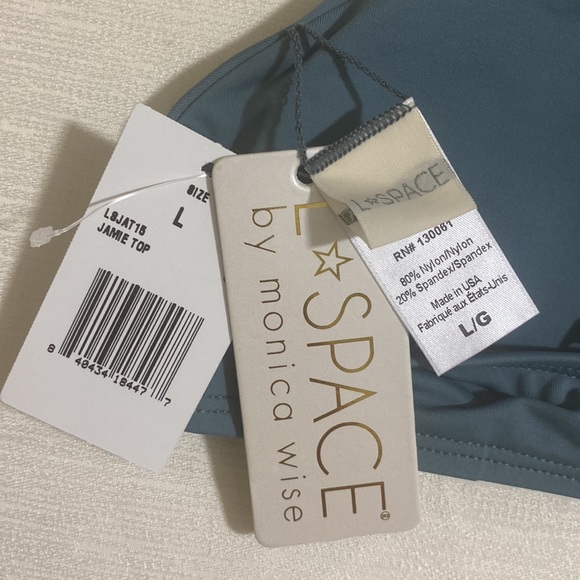 SIZE
L
LSJAT15
JAMIE TOP
8 40434 18447 7
L☆SPACE®
by monica wise
L☆SPACE
RN# 130061
80% Nylon/Nylon
20% Spandex/Spandex
Made in USA
Fabriqué aux États-Unis
L/G